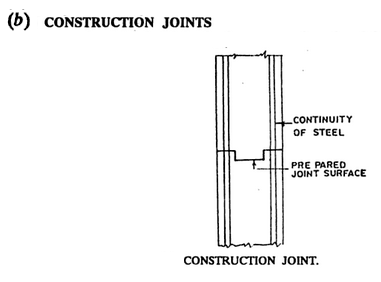 (b) CONSTRUCTION JOINTS
CONTINUITY
OF STEEL
PRE PARED
JOINT SURFACE
CONSTRUCTION JOINT.